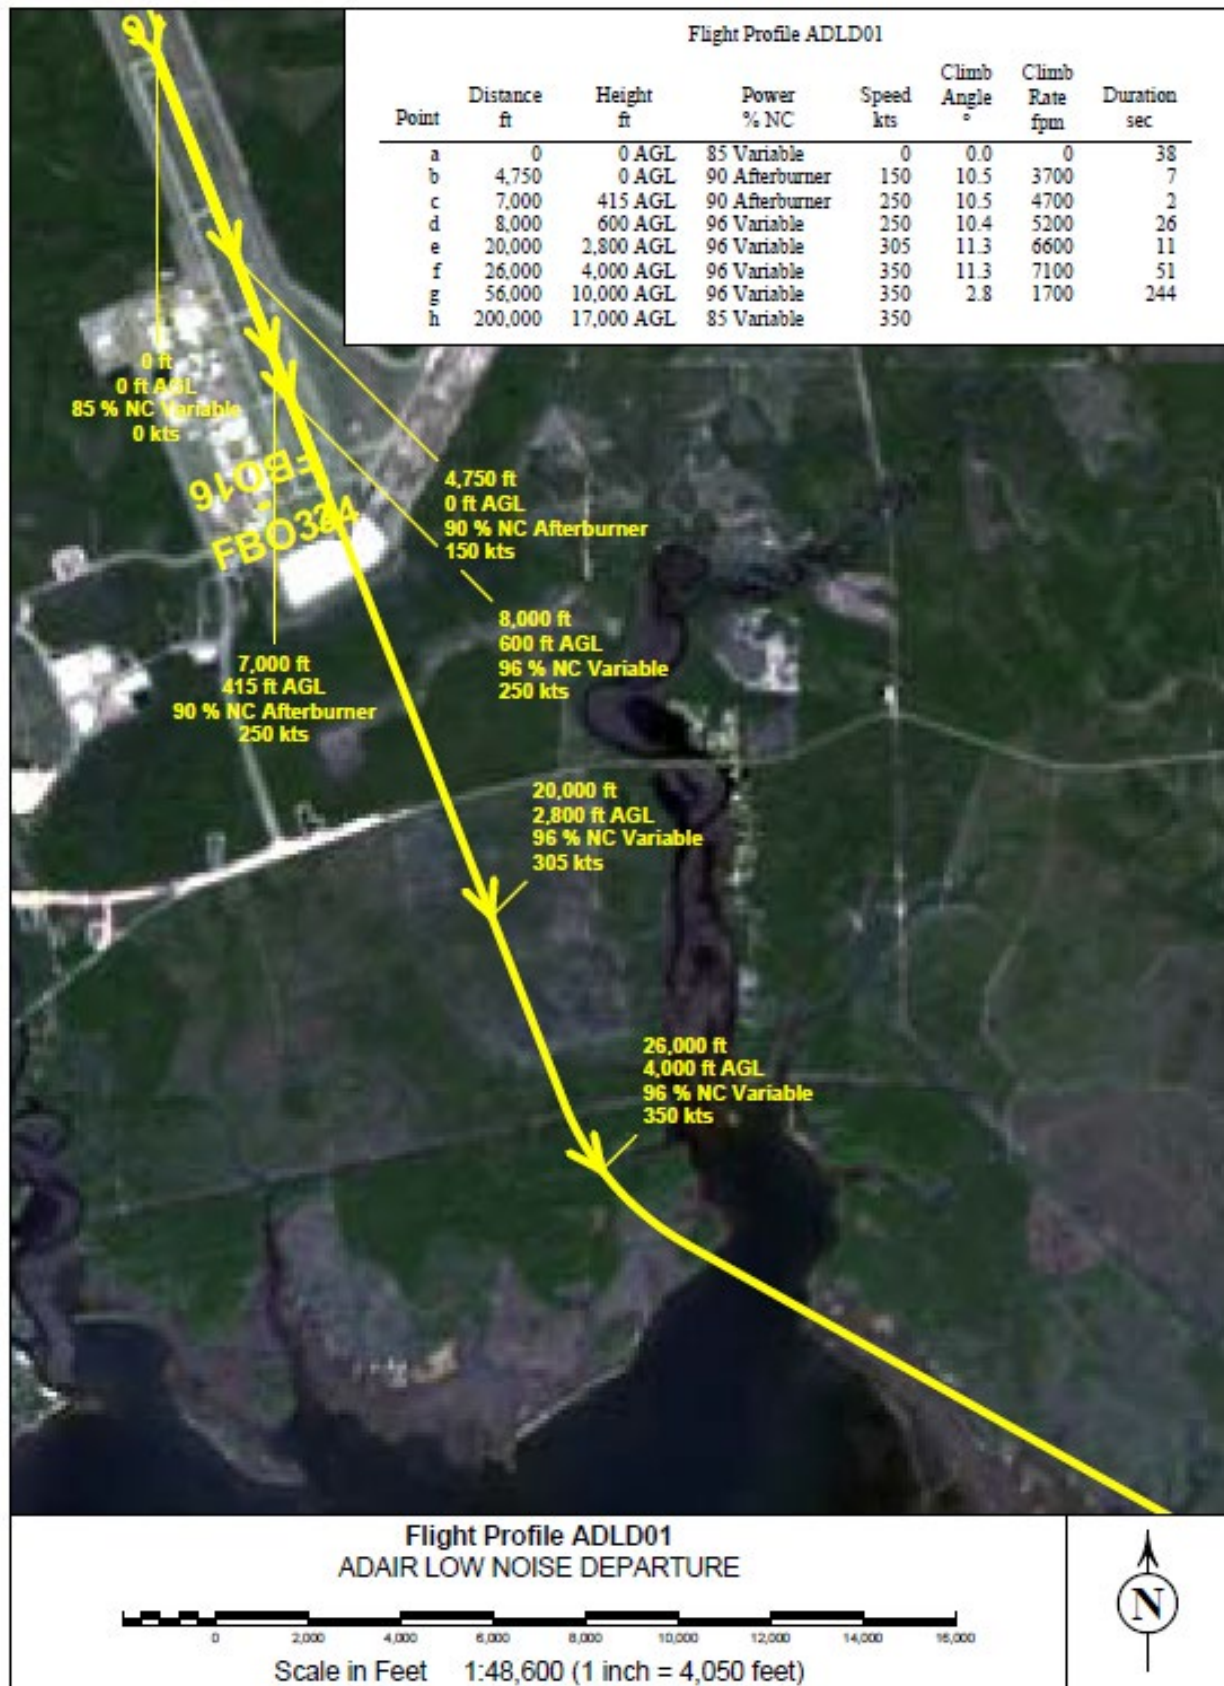 Flight Profile ADLD01
Point Distance ft Height ft Power % NC Speed kts Climb Angle ° Climb Rate fpm Duration sec
a 0 0 AGL 85 Variable 0 0.0 0 38
b 4,750 0 AGL 90 Afterburner 150 10.5 3700 7
c 7,000 415 AGL 90 Afterburner 250 10.5 4700 2
d 8,000 600 AGL 96 Variable 250 10.4 5200 26
e 20,000 2,800 AGL 96 Variable 305 11.3 6600 11
f 26,000 4,000 AGL 96 Variable 350 11.3 7100 51
g 56,000 10,000 AGL 96 Variable 350 2.8 1700 244
h 200,000 17,000 AGL 85 Variable 350
0 ft
0 ft AGL
85 % NC Variable
0 kts
FBO16
FBO334
4,750 ft
0 ft AGL
90 % NC Afterburner
150 kts
8,000 ft
600 ft AGL
96 % NC Variable
250 kts
7,000 ft
415 ft AGL
90 % NC Afterburner
250 kts
20,000 ft
2,800 ft AGL
96 % NC Variable
305 kts
26,000 ft
4,000 ft AGL
96 % NC Variable
350 kts
Flight Profile ADLD01
ADAIR LOW NOISE DEPARTURE
0 2,000 4,000 6,000 8,000 10,000 12,000 14,000 16,000
Scale in Feet 1:48,600 (1 inch = 4,050 feet)
N